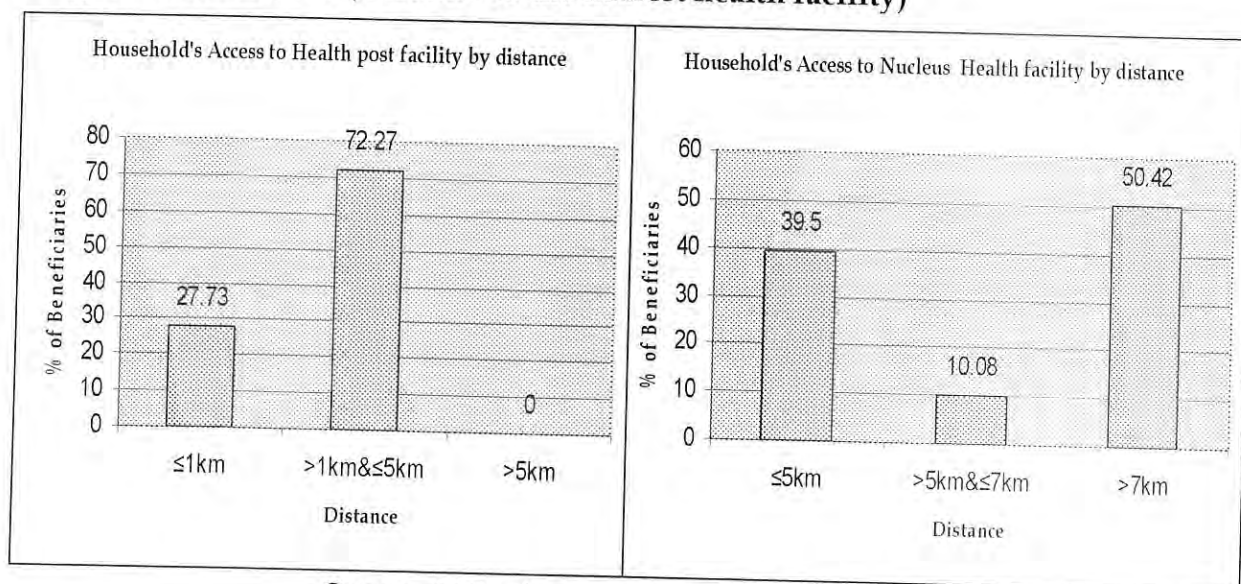 health facility)
Household's Access to Health post facility by distance
80
70
60
50
40
30
20
10
0
% of Beneficiaries
27.73
72.27
0
≤1km
>1km&≤5km
>5km
Distance
Household's Access to Nucleus Health facility by distance
60
50
40
30
20
10
0
% of Beneficiaries
39.5
10.08
50.42
≤5km
>5km&≤7km
>7km
Distance